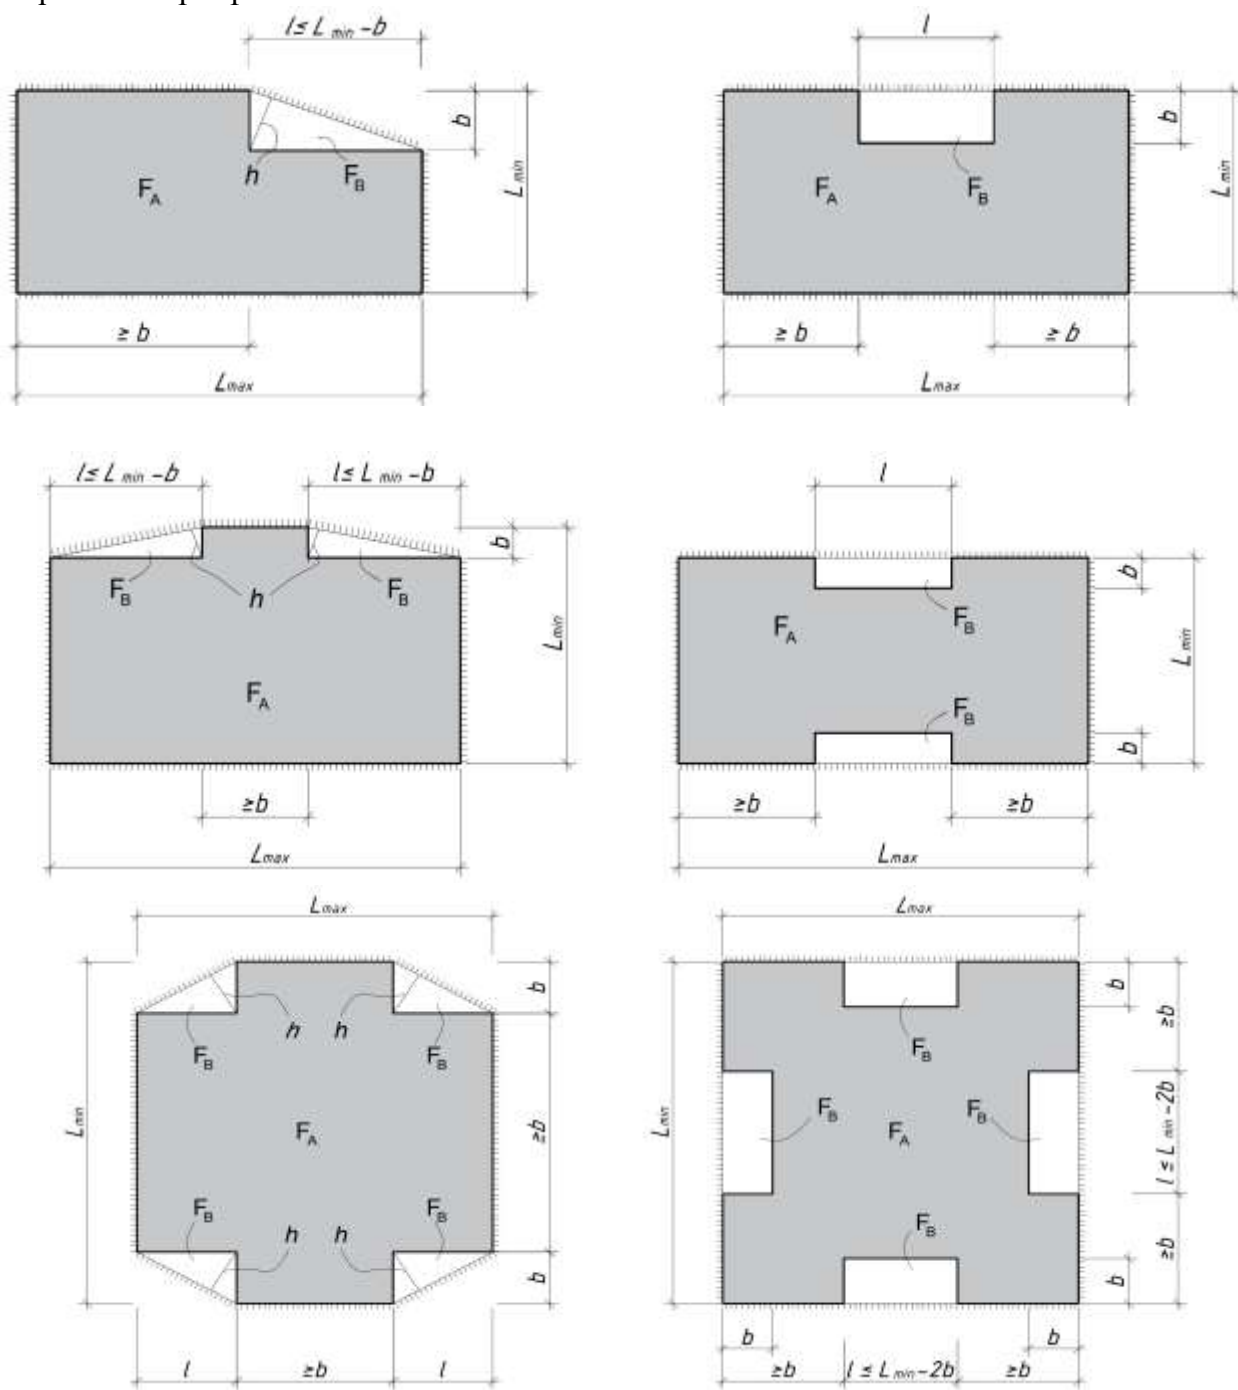 l ≤ L min – b
b
L min
h
F B
F A
≥ b
L max
l
b
L min
F A
F B
≥ b
≥ b
L max
l ≤ L min – b
l ≤ L min – b
b
F B
h
F B
L min
F A
≥b
L max
l
b
F B
F A
L min
F B
b
≥b
≥b
L max
L max
b
h
h
F B
F B
L min
F A
≥b
F B
F B
h
h
b
l
≥b
l
L max
b
≥b
F B
L min
F B
F A
F B
l ≤ L min – 2b
F B
b
≥b
b
b
≥b
l ≤ L min – 2b
≥b